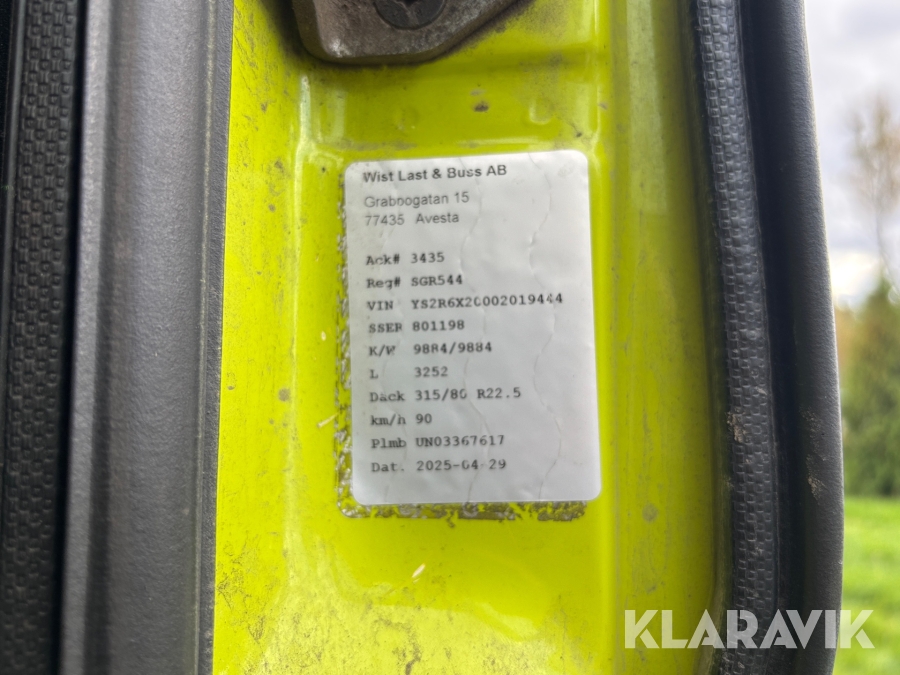 Wist Last & Buss AB
Graboogatan 15
77435 Avesta
Ack# 3435
Reg# SGR544
VIN YS2R6X20002019444
SSER 801198
K/W 9884/9884
L 3252
Däck 315/80 R22.5
km/h 90
Plmb UN03367617
Dat. 2025-04-29
KLARAVIK